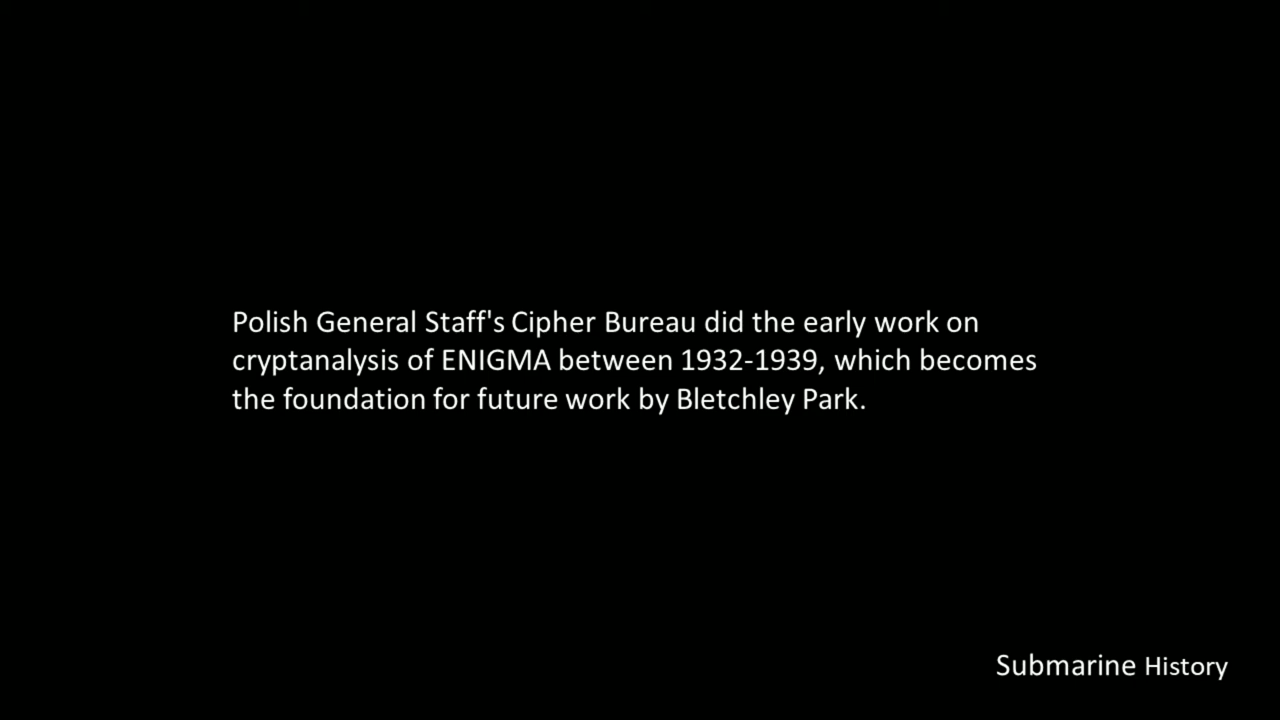 Polish General Staff's Cipher Bureau did the early work on
cryptanalysis of ENIGMA between 1932-1939, which becomes
the foundation for future work by Bletchley Park.
Submarine History